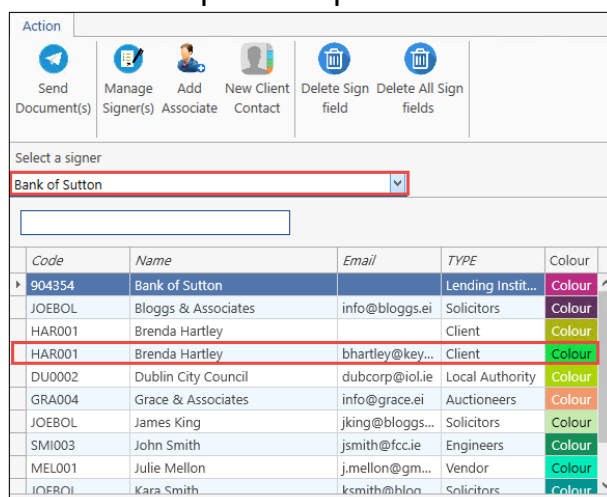 Action
Send Document(s)
Manage Signer(s)
Add Associate
New Client Contact
Delete Sign field
Delete All Sign fields
Select a signer
Bank of Sutton
Code Name Email TYPE Colour
904354 Bank of Sutton Lending Instit... Colour
JOEBOL Bloggs & Associates info@bloggs.ei Solicitors Colour
HAR001 Brenda Hartley Client Colour
HAR001 Brenda Hartley bhartley@key... Client Colour
DU0002 Dublin City Council dubcorp@iol.ie Local Authority Colour
GRA004 Grace & Associates info@grace.ei Auctioneers Colour
JOEBOL James King jking@bloggs... Solicitors Colour
SMI003 John Smith jsmith@fcc.ie Engineers Colour
MEL001 Julie Mellon j.mellon@gm... Vendor Colour
JOEBOL Kara Smith ksmith@blog... Solicitors Colour